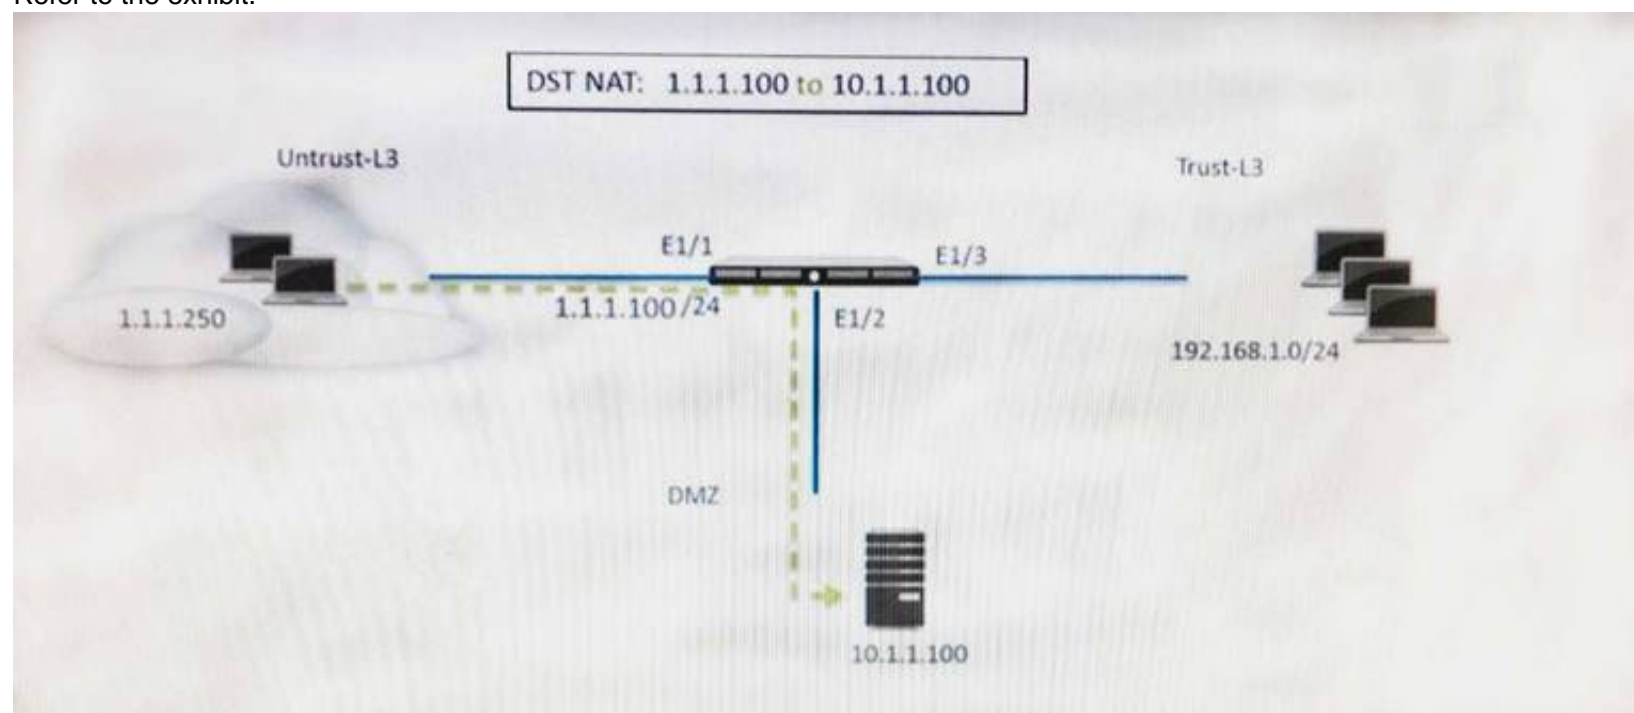 Refer to the exhibit.
DST NAT: 1.1.1.100 to 10.1.1.100
Untrust-L3
Trust-L3
E1/1
E1/3
1.1.1.250
1.1.1.100/24
E1/2
192.168.1.0/24
DMZ
10.1.1.100